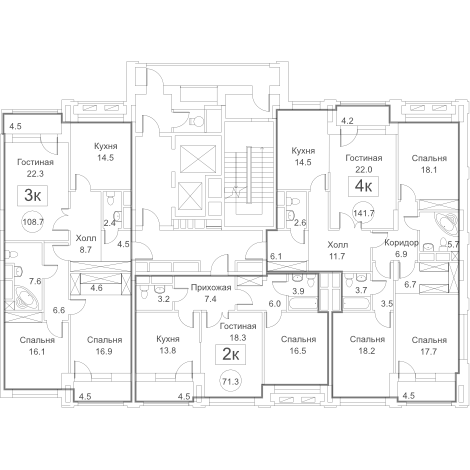 4.5
Гостиная
22.3
3к
108.7
Кухня
14.5
2.4
4.5
Холл
8.7
7.6
4.6
6.6
Спальня
16.1
Спальня
16.9
4.5
Прихожая
7.4
3.2
6.0
3.9
Кухня
13.8
Гостиная
18.3
2к
71.3
Спальня
16.5
4.5
4.2
Кухня
14.5
Гостиная
22.0
4к
141.7
Спальня
18.1
2.6
6.1
Холл
11.7
Коридор
6.9
5.7
3.7
3.5
6.7
Спальня
18.2
Спальня
17.7
4.5